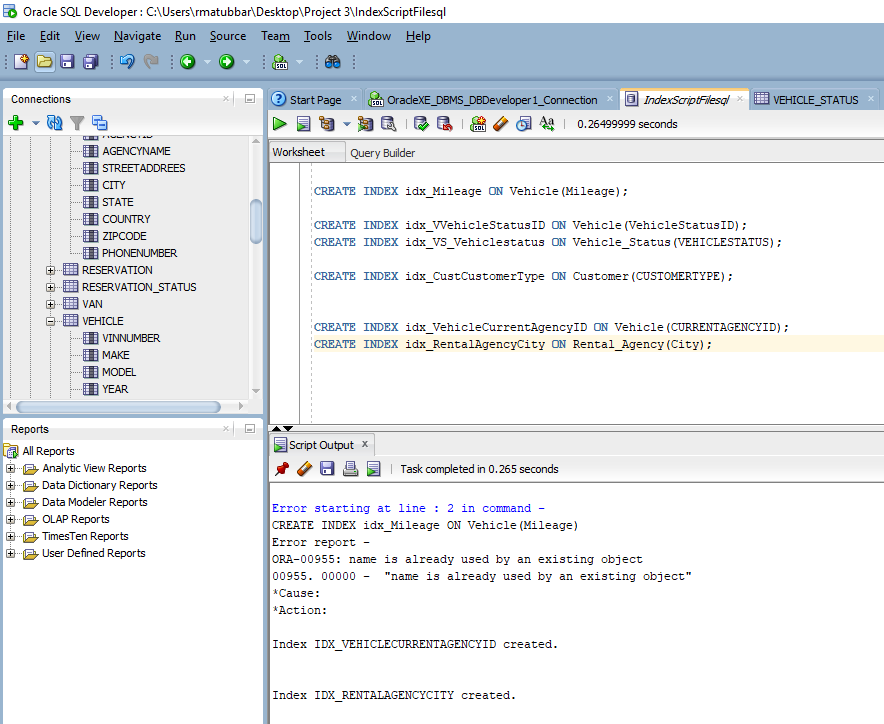 Oracle SQL Developer : C:\Users\rmatubbar\Desktop\Project 3\IndexScriptFilesql
File Edit View Navigate Run Source Team Tools Window Help
Connections
AGENCYID
AGENCYNAME
STREETADDREES
CITY
STATE
COUNTRY
ZIPCODE
PHONENUMBER
RESERVATION
RESERVATION_STATUS
VAN
VEHICLE
VINNUMBER
MAKE
MODEL
YEAR
Reports
All Reports
Analytic View Reports
Data Dictionary Reports
Data Modeler Reports
OLAP Reports
TimesTen Reports
User Defined Reports
Start Page OracleXE_DBMS_DBDeveloper1_Connection IndexScriptFilesql VEHICLE_STATUS
0.26499999 seconds
Worksheet Query Builder
CREATE INDEX idx_Mileage ON Vehicle(Mileage);
CREATE INDEX idx_VVehicleStatusID ON Vehicle(VehicleStatusID);
CREATE INDEX idx_VS_Vehiclestatus ON Vehicle_Status(VEHICLESTATUS);
CREATE INDEX idx_CustCustomerType ON Customer(CUSTOMERTYPE);
CREATE INDEX idx_VehicleCurrentAgencyID ON Vehicle(CURRENTAGENCYID);
CREATE INDEX idx_RentalAgencyCity ON Rental_Agency(City);
Script Output x
Task completed in 0.265 seconds
Error starting at line : 2 in command -
CREATE INDEX idx_Mileage ON Vehicle(Mileage)
Error report -
ORA-00955: name is already used by an existing object
00955. 00000 - "name is already used by an existing object"
*Cause:
*Action:
Index IDX_VEHICLECURRENTAGENCYID created.
Index IDX_RENTALAGENCYCITY created.